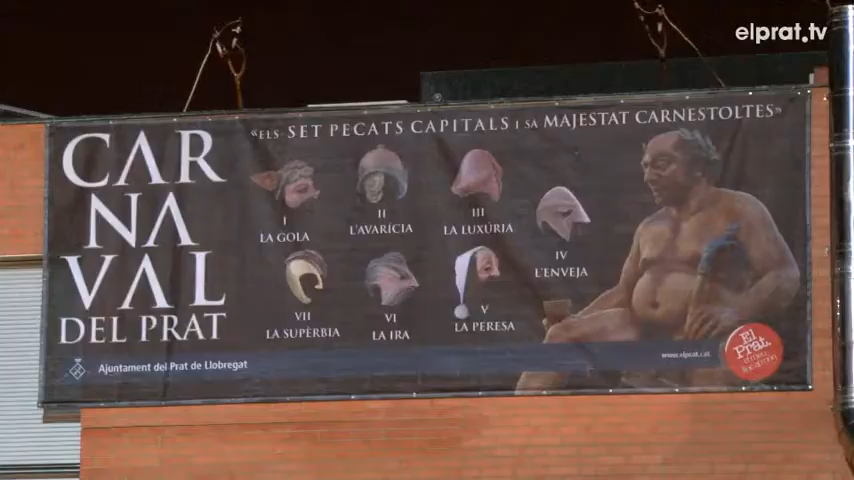 elprat.tv
«ELS SET PECATS CAPITALS I SA MAJESTAT CARNESTOLTES»
CAR
NA
VAL
DEL PRAT
I
LA GOLA
II
L'AVARÍCIA
III
LA LUXÚRIA
IV
L'ENVEJA
VII
LA SUPÈRBIA
VI
LA IRA
V
LA PERESA
Ajuntament del Prat de Llobregat
www.elprat.cat
El
Prat